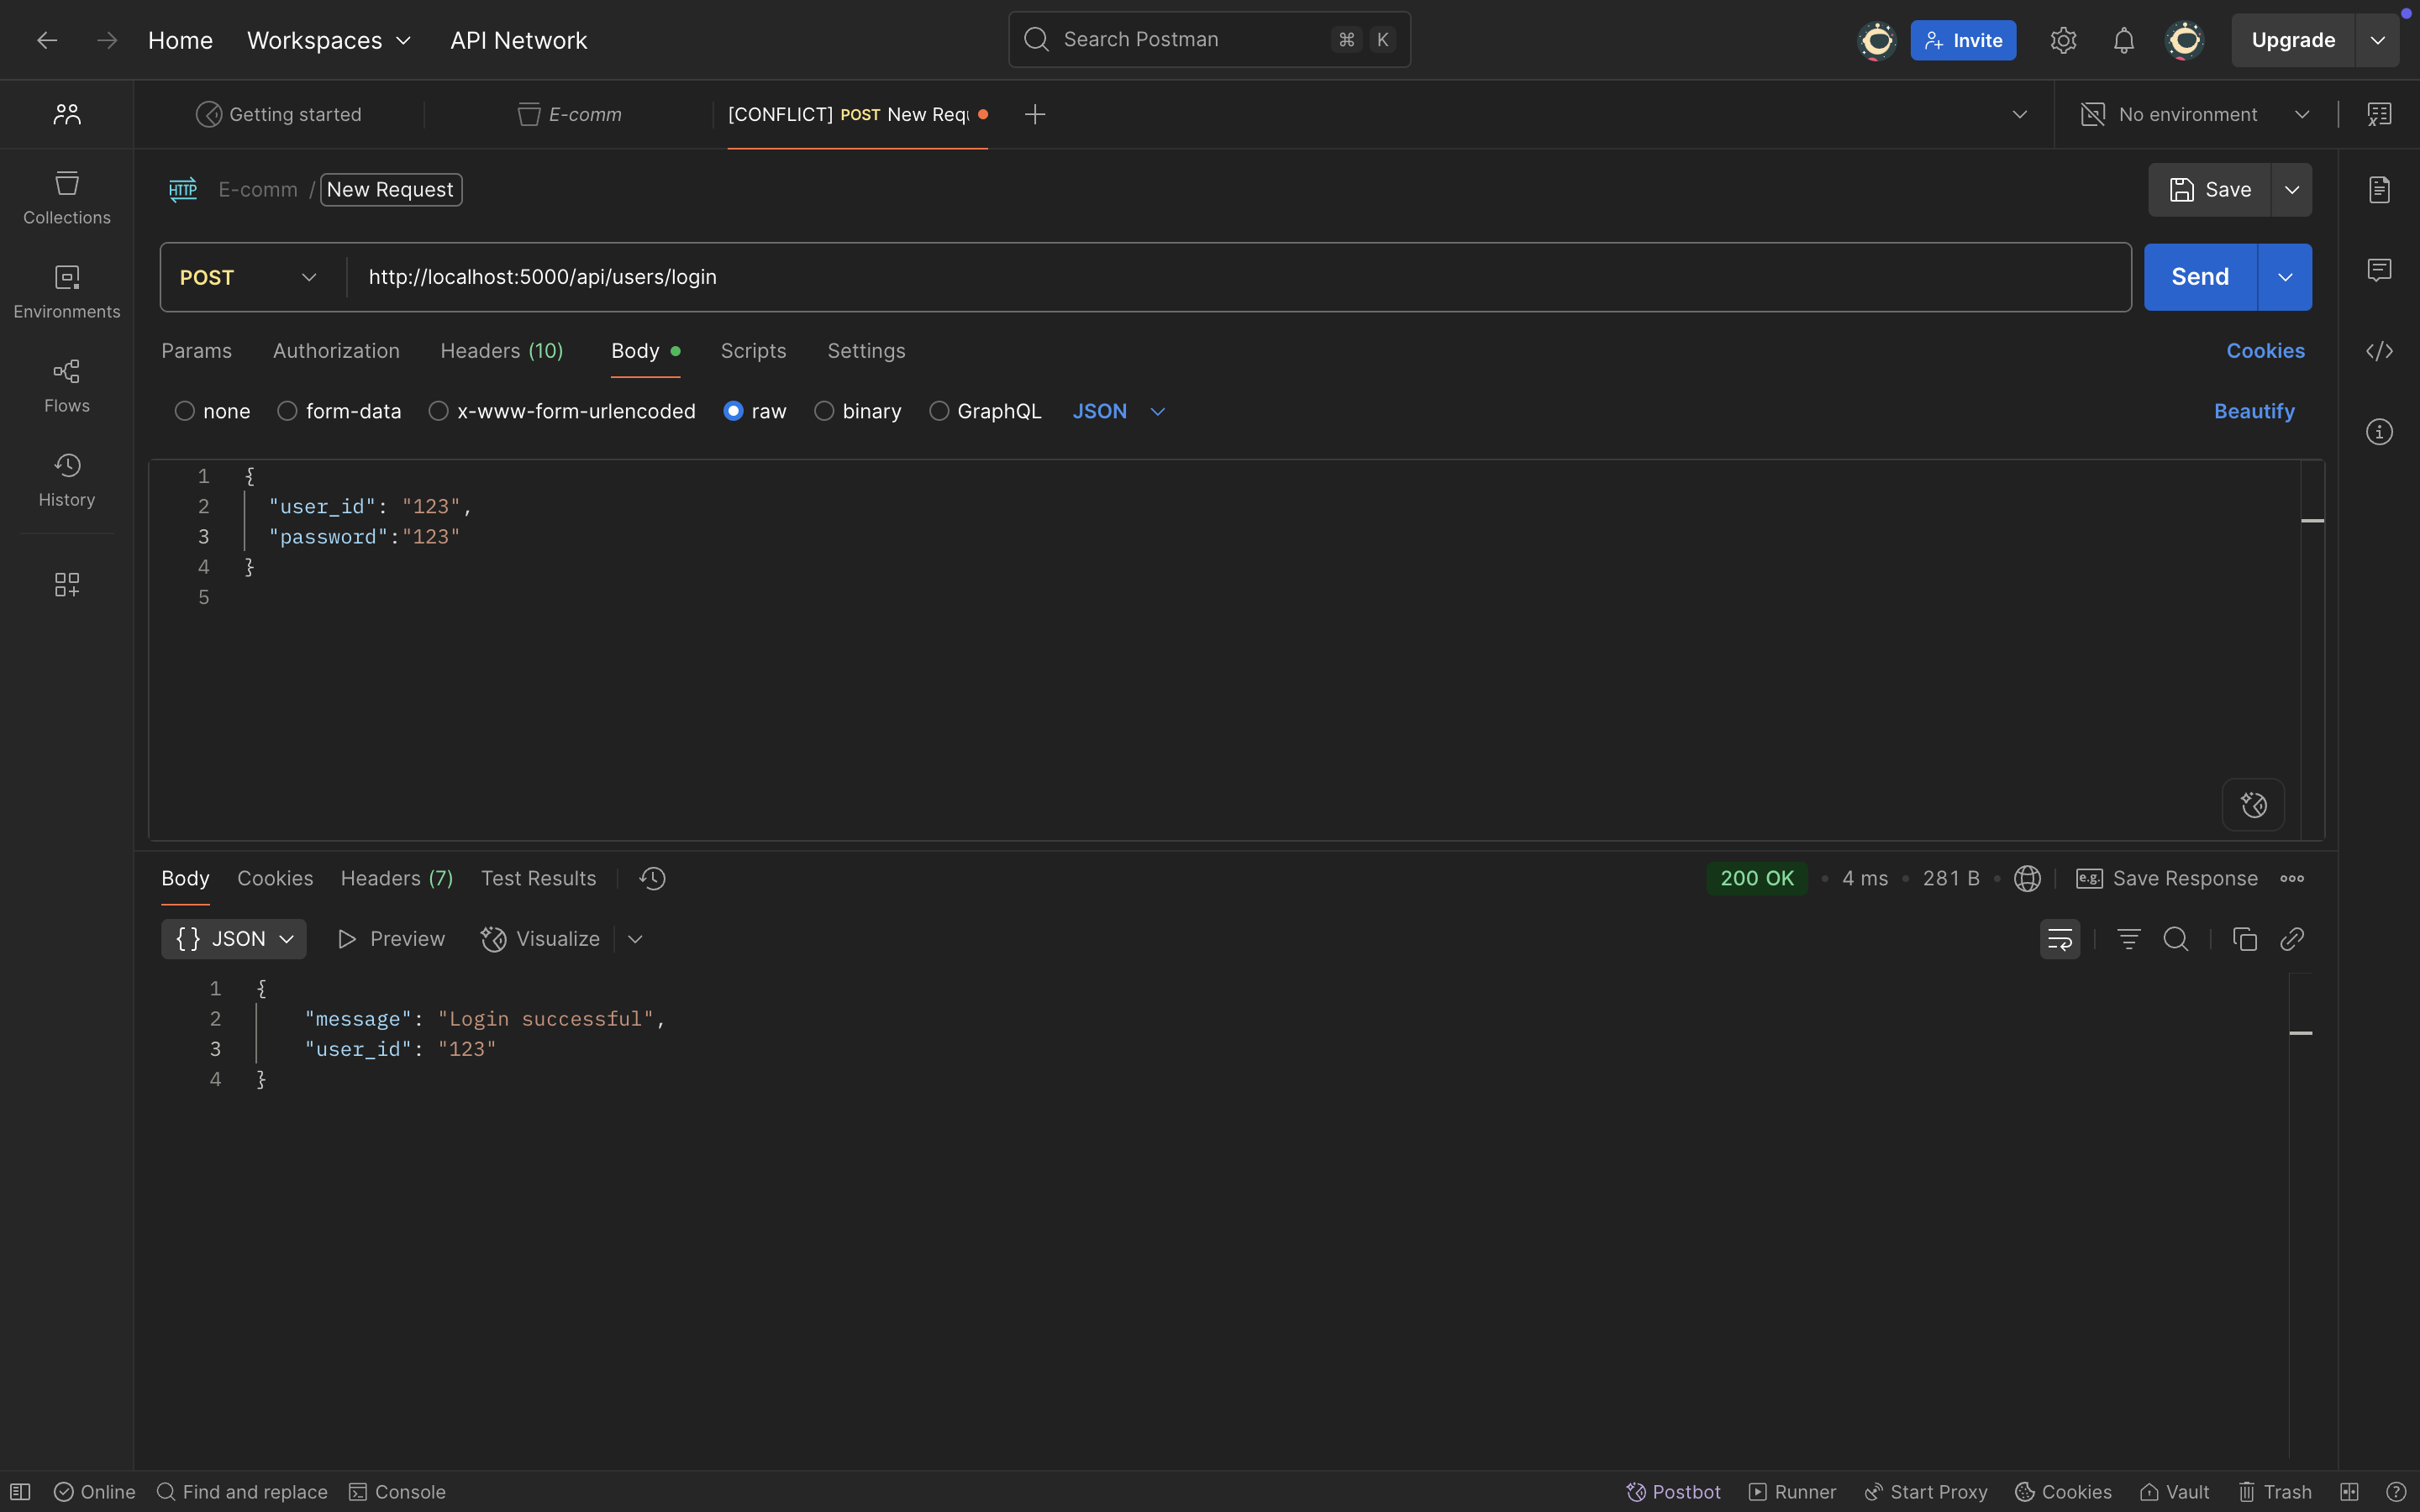 Home Workspaces API Network Search Postman ⌘ K Invite Upgrade
Getting started E-comm [CONFLICT] POST New Requ No environment
HTTP E-comm / New Request Save
POST http://localhost:5000/api/users/login Send
Params Authorization Headers (10) Body Scripts Settings Cookies
none form-data x-www-form-urlencoded raw binary GraphQL JSON Beautify
Collections
Environments
Flows
History
1 {
2 "user_id": "123",
3 "password":"123"
4 }
5
Body Cookies Headers (7) Test Results 200 OK • 4 ms • 281 B • e.g. Save Response
{} JSON Preview Visualize
1 {
2 "message": "Login successful",
3 "user_id": "123"
4 }
Online Find and replace Console Postbot Runner Start Proxy Cookies Vault Trash